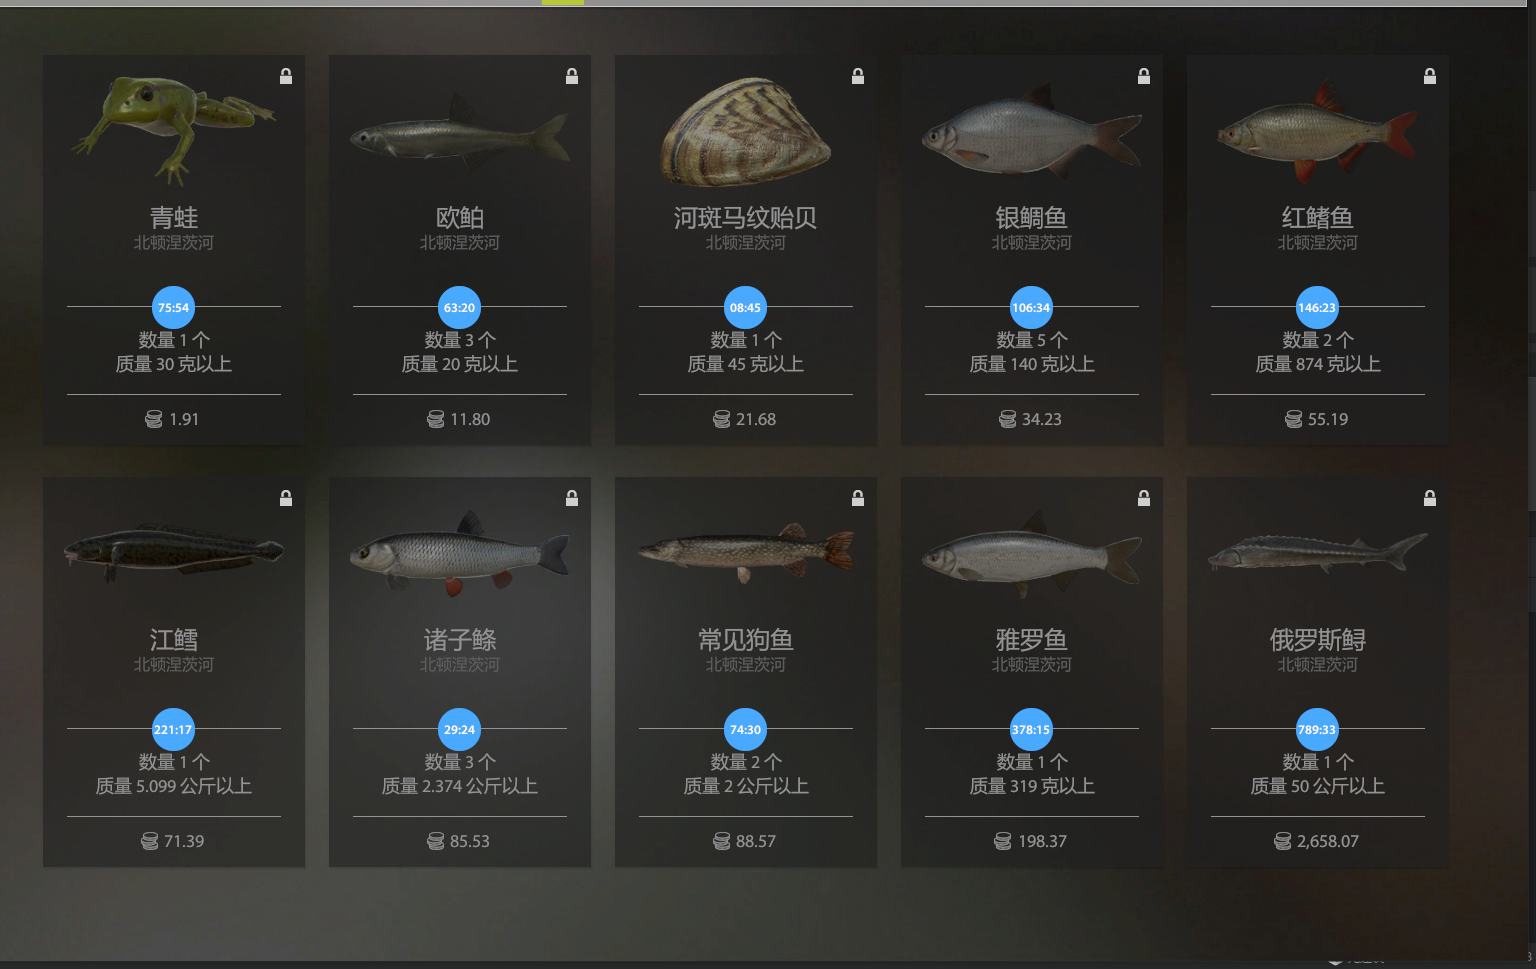 青蛙
北顿涅茨河
75:54
数量 1 个
质量 30 克以上
1.91
欧鲌
北顿涅茨河
63:20
数量 3 个
质量 20 克以上
11.80
河斑马纹贻贝
北顿涅茨河
08:45
数量 1 个
质量 45 克以上
21.68
银鲷鱼
北顿涅茨河
106:34
数量 5 个
质量 140 克以上
34.23
红鳍鱼
北顿涅茨河
146:23
数量 2 个
质量 874 克以上
55.19
江鳕
北顿涅茨河
221:17
数量 1 个
质量 5.099 公斤以上
71.39
诸子鲦
北顿涅茨河
29:24
数量 3 个
质量 2.374 公斤以上
85.53
常见狗鱼
北顿涅茨河
74:30
数量 2 个
质量 2 公斤以上
88.57
雅罗鱼
北顿涅茨河
378:15
数量 1 个
质量 319 克以上
198.37
俄罗斯鲟
北顿涅茨河
789:33
数量 1 个
质量 50 公斤以上
2,658.07